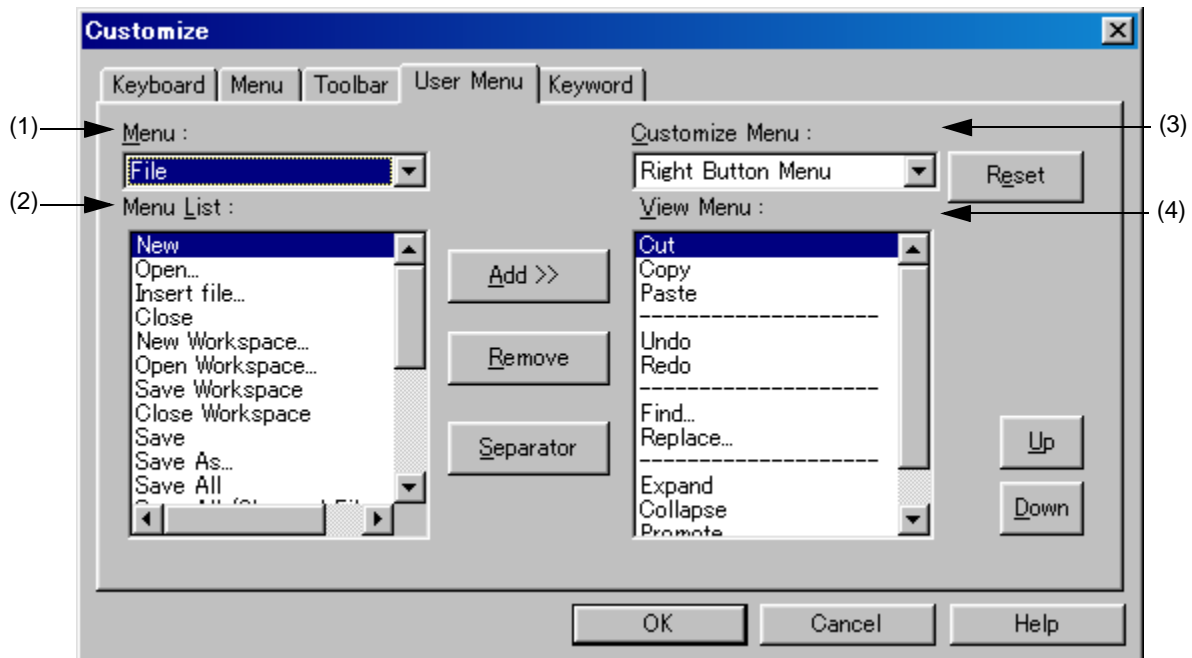 Customize
Keyboard Menu Toolbar User Menu Keyword
(1) Menu :
File
(2) Menu List :
New
Open...
Insert file...
Close
New Workspace...
Open Workspace...
Save Workspace
Close Workspace
Save
Save As...
Save All
Add >>
Remove
Separator
Customize Menu : (3)
Right Button Menu
Reset
View Menu : (4)
Cut
Copy
Paste
--------------------
Undo
Redo
--------------------
Find...
Replace...
--------------------
Expand
Collapse
Promote
Up
Down
OK Cancel Help